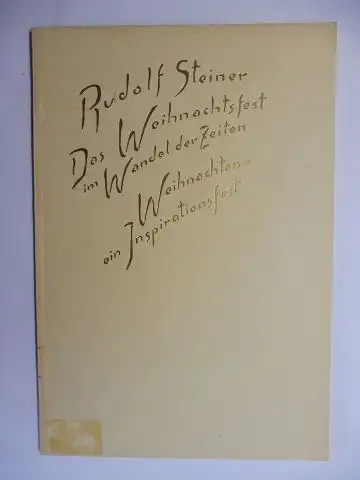 Rudolf Steiner
Das Weihnachtsfest
im Wandel der Zeiten
Weihnachten -
ein Inspirationsfest